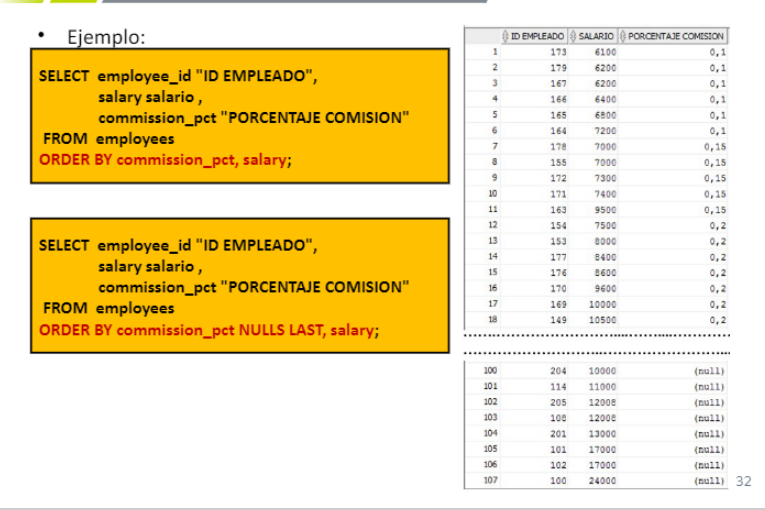 • Ejemplo:
SELECT employee_id "ID EMPLEADO",
salary salario ,
commission_pct "PORCENTAJE COMISION"
FROM employees
ORDER BY commission_pct, salary;
SELECT employee_id "ID EMPLEADO",
salary salario ,
commission_pct "PORCENTAJE COMISION"
FROM employees
ORDER BY commission_pct NULLS LAST, salary;
ID EMPLEADO SALARIO PORCENTAJE COMISION
1 173 6100 0,1
2 179 6200 0,1
3 167 6200 0,1
4 166 6400 0,1
5 165 6800 0,1
6 164 7200 0,1
7 178 7000 0,15
8 155 7000 0,15
9 172 7300 0,15
10 171 7400 0,15
11 163 9500 0,15
12 154 7500 0,2
13 153 8000 0,2
14 177 8400 0,2
15 176 8600 0,2
16 170 9600 0,2
17 169 10000 0,2
18 149 10500 0,2
100 204 10000 (null)
101 114 11000 (null)
102 205 12008 (null)
103 108 12008 (null)
104 201 13000 (null)
105 101 17000 (null)
106 102 17000 (null)
107 100 24000 (null)
32